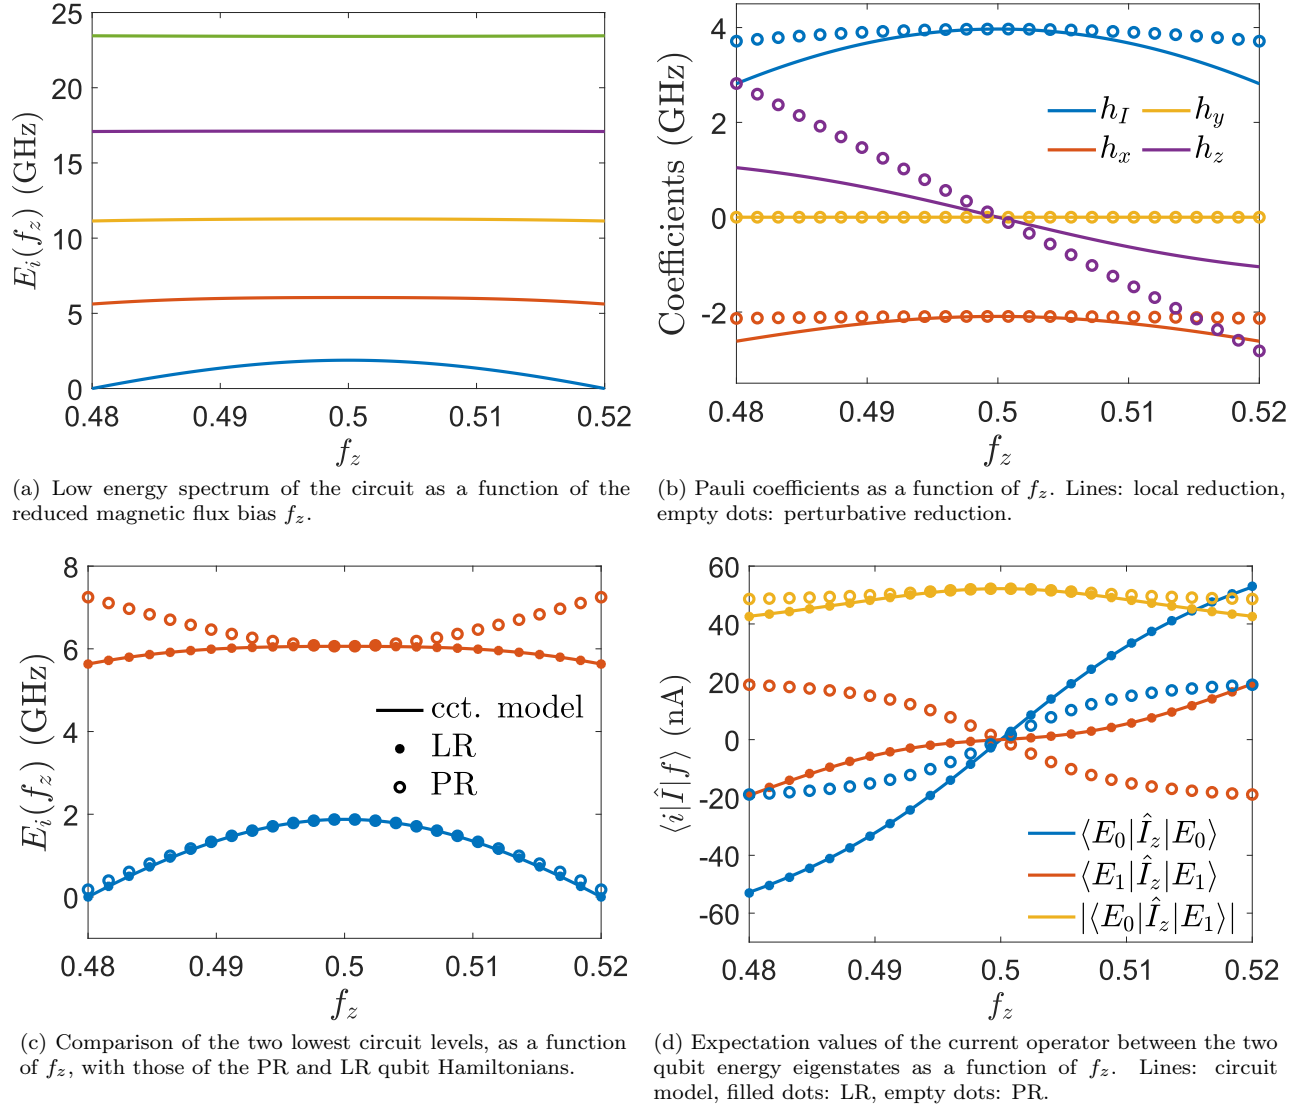 25
20
15
10
5
0
E_i(f_z) (GHz)
0.48 0.49 0.5 0.51 0.52
f_z
(a) Low energy spectrum of the circuit as a function of the
reduced magnetic flux bias f_z.
4
2
0
-2
Coefficients (GHz)
h_I h_y
h_x h_z
0.48 0.49 0.5 0.51 0.52
f_z
(b) Pauli coefficients as a function of f_z. Lines: local reduction,
empty dots: perturbative reduction.
8
6
4
2
0
E_i(f_z) (GHz)
cct. model
LR
PR
0.48 0.49 0.5 0.51 0.52
f_z
(c) Comparison of the two lowest circuit levels, as a function
of f_z, with those of the PR and LR qubit Hamiltonians.
60
40
20
0
-20
-40
-60
⟨i|Î|f⟩ (nA)
⟨E_0|Î_z|E_0⟩
⟨E_1|Î_z|E_1⟩
|⟨E_0|Î_z|E_1⟩|
0.48 0.49 0.5 0.51 0.52
f_z
(d) Expectation values of the current operator between the two
qubit energy eigenstates as a function of f_z. Lines: circuit
model, filled dots: LR, empty dots: PR.